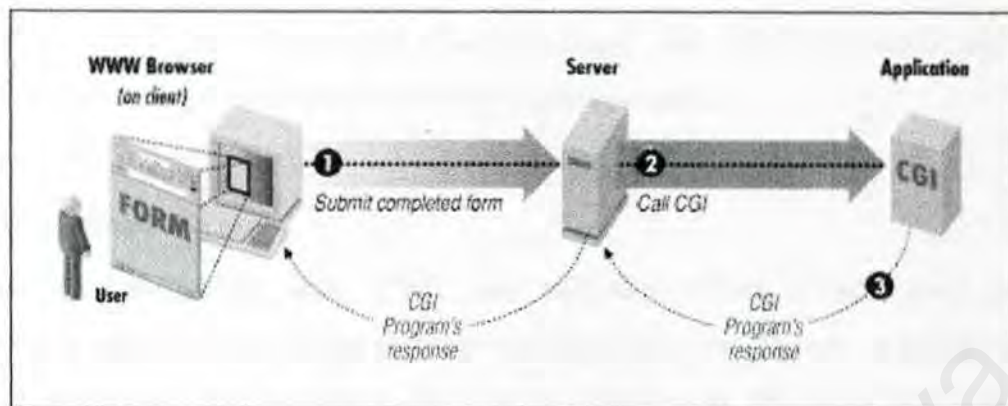 WWW Browser
(on client)
Server
Application
1
2
CGI
FORM
Submit completed form
Call CGI
User
CGI
Program's
response
3
CGI
Program's
response